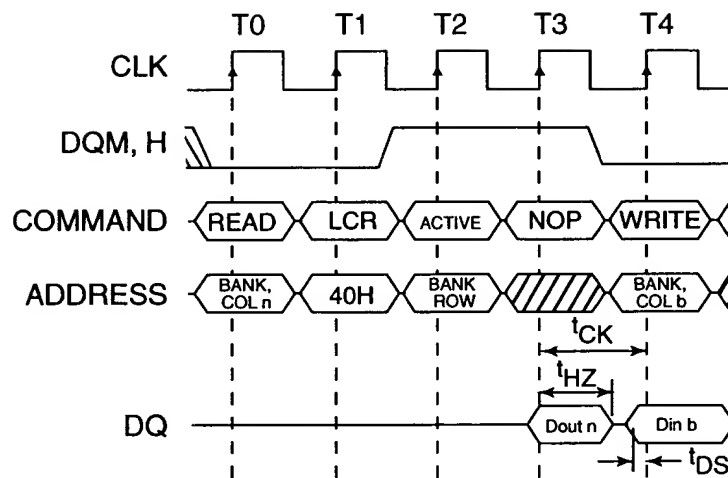 T0 T1 T2 T3 T4
CLK
DQM, H
COMMAND READ LCR ACTIVE NOP WRITE
ADDRESS BANK, COL n 40H BANK ROW BANK, COL b
tCK
tHZ
DQ Dout n Din b
tDS